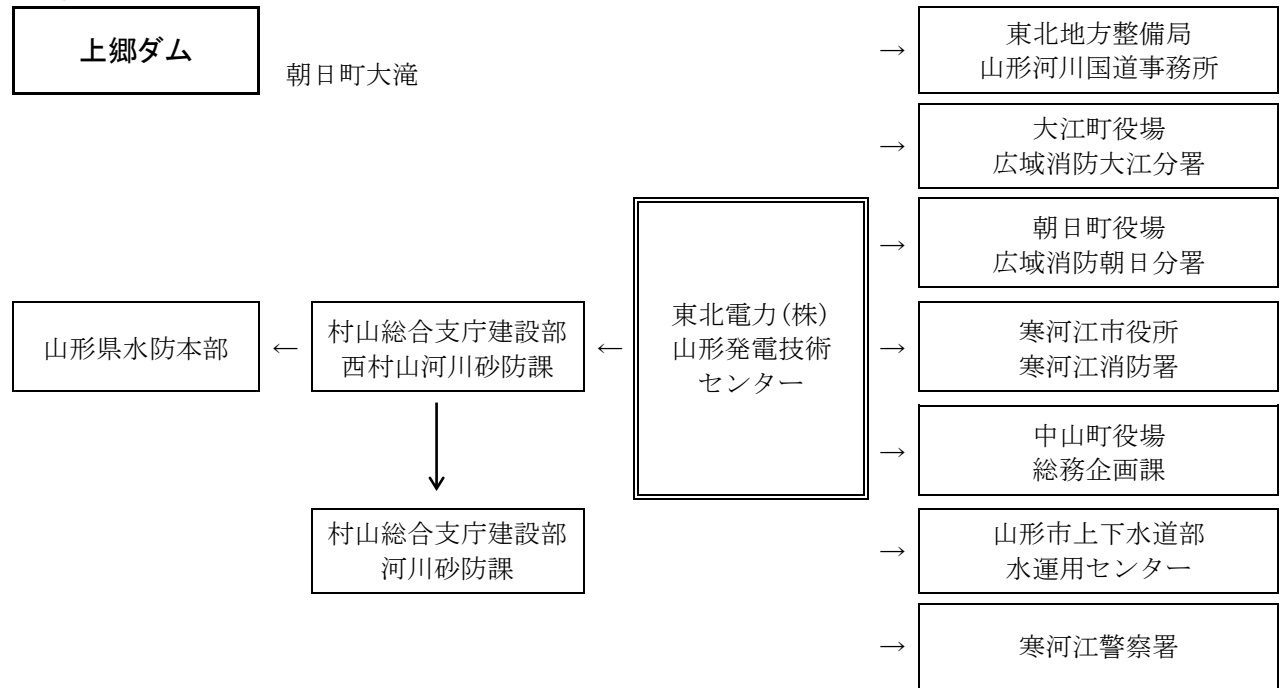 上郷ダム
朝日町大滝
→
東北地方整備局
山形河川国道事務所
→
大江町役場
広域消防大江分署
→
朝日町役場
広域消防朝日分署
山形県水防本部
←
村山総合支庁建設部
西村山河川砂防課
←
東北電力(株)
山形発電技術
センター
→
寒河江市役所
寒河江消防署
→
中山町役場
総務企画課
村山総合支庁建設部
河川砂防課
→
山形市上下水道部
水運用センター
→
寒河江警察署